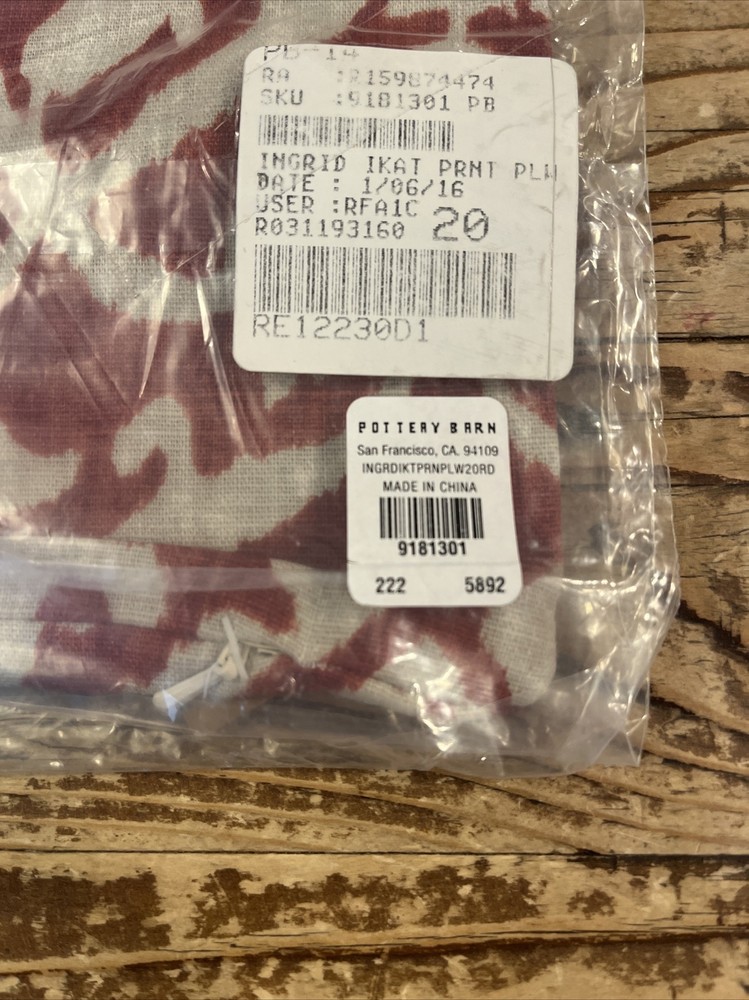 PB-14
RA :R159874474
SKU :9181301 PB
INGRID IKAT PRNT PLW
DATE : 1/06/16
USER :RFA1C 20
R031193160
RE12230D1
POTTERY BARN
San Francisco, CA. 94109
INGRDIKTPRNPLW20RD
MADE IN CHINA
9181301
222 5892